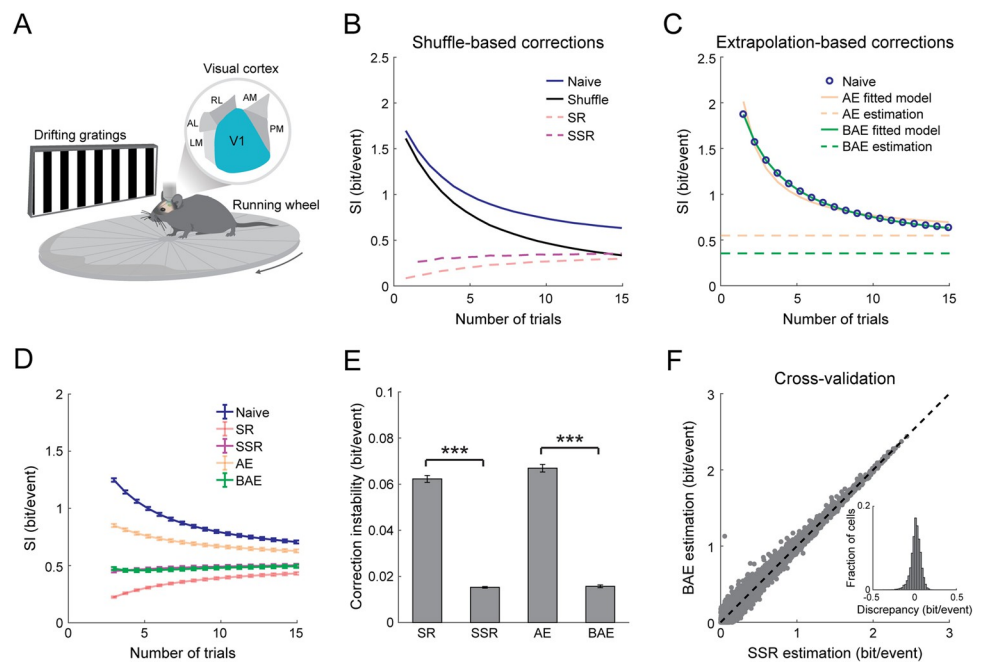 A
Visual cortex
RL
AM
AL
V1
PM
LM
Drifting gratings
Running wheel
B
Shuffle-based corrections
2.5
2
1.5
1
0.5
0
0
5
10
15
SI (bit/event)
Number of trials
Naive
Shuffle
SR
SSR
C
Extrapolation-based corrections
2.5
2
1.5
1
0.5
0
0
5
10
15
SI (bit/event)
Number of trials
Naive
AE fitted model
AE estimation
BAE fitted model
BAE estimation
D
2
1.5
1
0.5
0
0
5
10
15
SI (bit/event)
Number of trials
Naive
SR
SSR
AE
BAE
E
0.1
0.08
0.06
0.04
0.02
0
Correction instability (bit/event)
***
***
SR
SSR
AE
BAE
F
Cross-validation
3
2
1
0
0
1
2
3
BAE estimation (bit/event)
SSR estimation (bit/event)
0.2
0
-0.5
0
0.5
Fraction of cells
Discrepancy (bit/event)